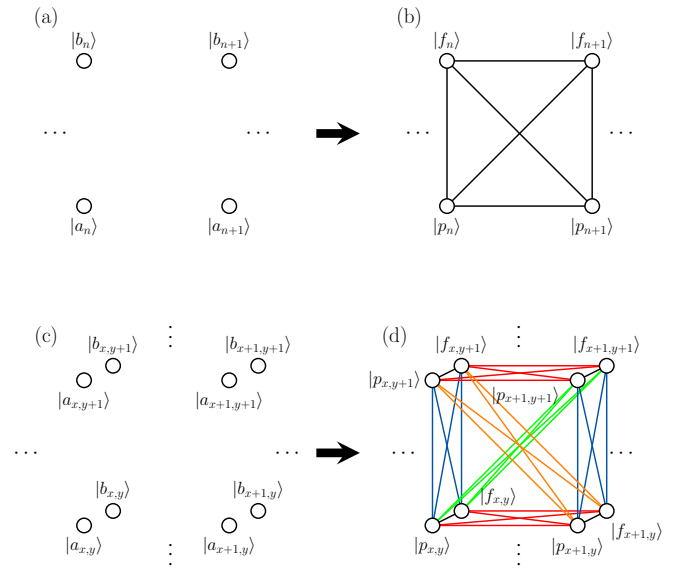 (a)
(b)
|b_n⟩
|b_{n+1}⟩
|f_n⟩
|f_{n+1}⟩
···
···
···
···
|a_n⟩
|a_{n+1}⟩
|p_n⟩
|p_{n+1}⟩
(c)
(d)
⋮
⋮
|b_{x,y+1}⟩
|b_{x+1,y+1}⟩
|f_{x,y+1}⟩
|f_{x+1,y+1}⟩
|a_{x,y+1}⟩
|a_{x+1,y+1}⟩
|p_{x,y+1}⟩
|p_{x+1,y+1}⟩
···
···
···
···
|b_{x,y}⟩
|b_{x+1,y}⟩
|f_{x,y}⟩
|f_{x+1,y}⟩
|a_{x,y}⟩
|a_{x+1,y}⟩
|p_{x,y}⟩
|p_{x+1,y}⟩
⋮
⋮